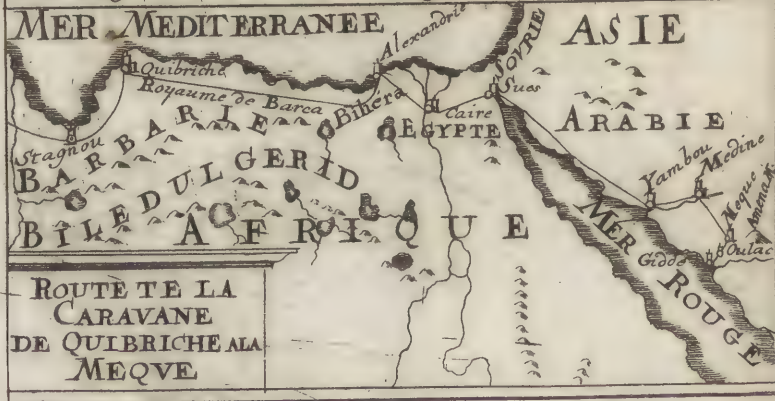 MER MEDITERRANEE
ASIE
Alexandrie
SOVRIE
Quibriche
Royaume de Barca
Bihera
Caire
Sues
EGYPTE
ARABIE
Stagnou
BARBARIE
BILEDULGERID
AFRIQUE
Yambou
Medine
Meque
Gidde
Oulac
MER ROUGE
ROUTE TE LA
CARAVANE
DE QUIBRICHE ALA
MEQVE